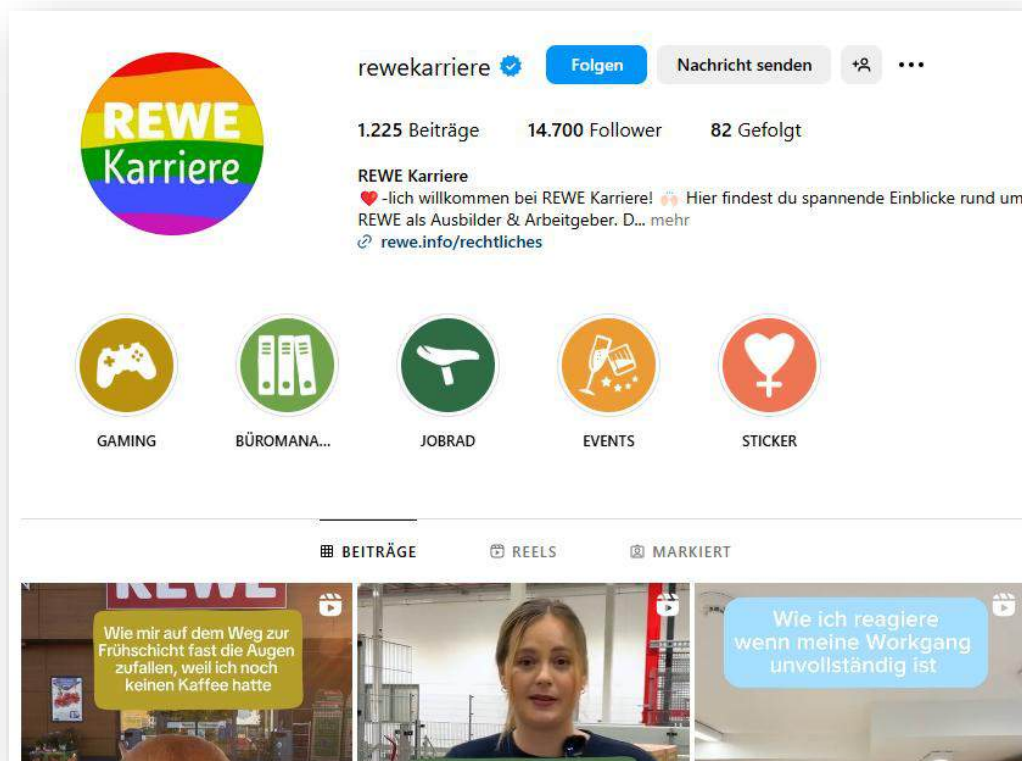 rewekarriere
Folgen
Nachricht senden
1.225 Beiträge
14.700 Follower
82 Gefolgt
REWE
Karriere
REWE Karriere
-lich willkommen bei REWE Karriere! Hier findest du spannende Einblicke rund um
REWE als Ausbilder & Arbeitgeber. D... mehr
rewe.info/rechtliches
GAMING
BÜROMANA...
JOBRAD
EVENTS
STICKER
BEITRÄGE
REELS
MARKIERT
REWE
Wie mir auf dem Weg zur
Frühschicht fast die Augen
zufallen, weil ich noch
keinen Kaffee hatte
Wie ich reagiere
wenn meine Workgang
unvollständig ist